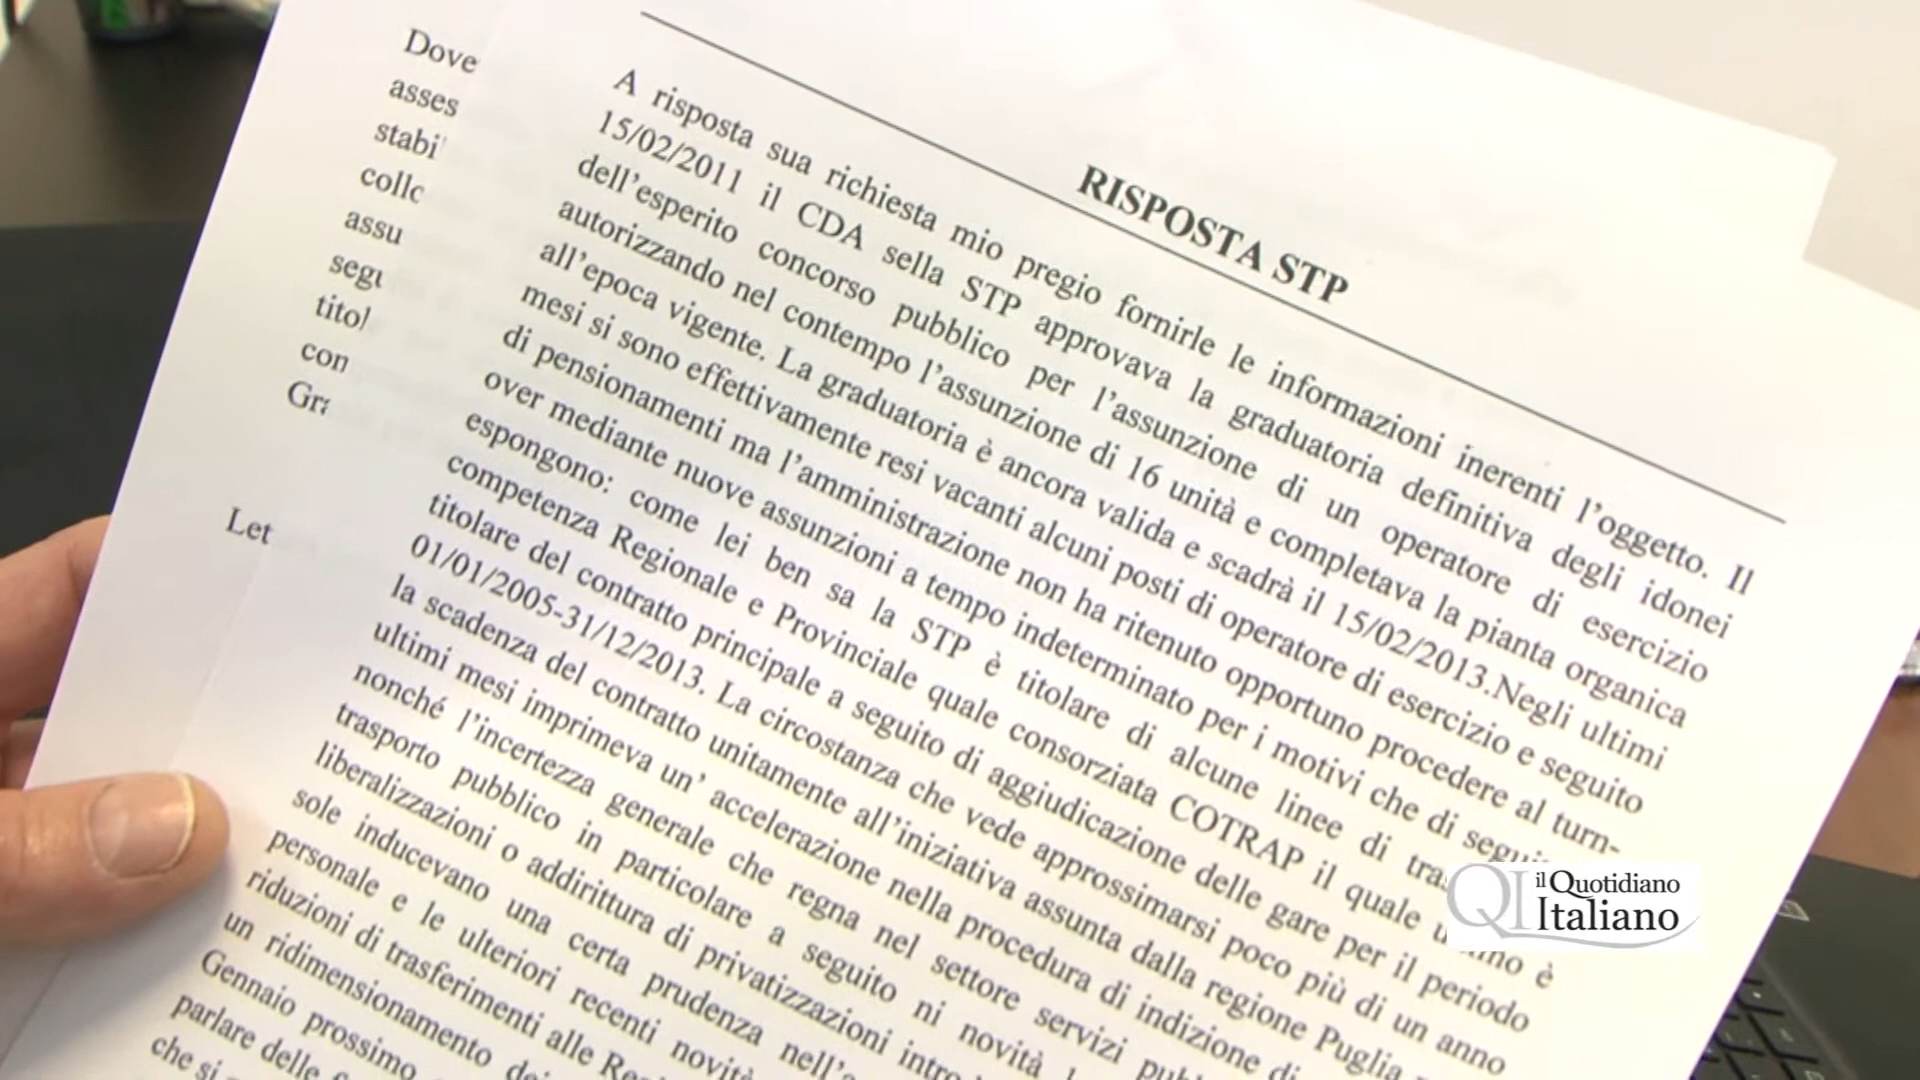 RISPOSTA STP
A risposta sua richiesta mio pregio fornirle le informazioni inerenti l'oggetto. Il
15/02/2011 il CDA sella STP approvava la graduatoria definitiva degli idonei
dell'esperito concorso pubblico per l'assunzione di un operatore di esercizio
autorizzando nel contempo l'assunzione di 16 unità e completava la pianta organica
all'epoca vigente. La graduatoria è ancora valida e scadrà il 15/02/2013.Negli ultimi
mesi si sono effettivamente resi vacanti alcuni posti di operatore di esercizio e seguito
di pensionamenti ma l'amministrazione non ha ritenuto opportuno procedere al turn-
over mediante nuove assunzioni a tempo indeterminato per i motivi che di
espongono: come lei ben sa la STP è titolare di alcune linee di
competenza Regionale e Provinciale quale consorziata COTRAP il quale
titolare del contratto principale a seguito di aggiudicazione delle gare per il periodo
01/01/2005-31/12/2013. La circostanza che vede approssimarsi poco più di un anno
la scadenza del contratto unitamente all'iniziativa assunta dalla regione Puglia
ultimi mesi imprimeva un' accelerazione nella procedura di indizione di
nonché l'incertezza generale che regna nel settore servizi
trasporto pubblico in particolare a seguito ni novità
liberalizzazioni o addirittura di privatizzazioni
sole inducevano una certa prudenza
personale e le ulteriori recenti
riduzioni di trasferimenti alle
un ridimensionamento
Gennaio prossimo
parlare delle
che si
Dove
asses
stabi
collo
assu
segu
titol
con
Gra
Let
QI il Quotidiano
Italiano